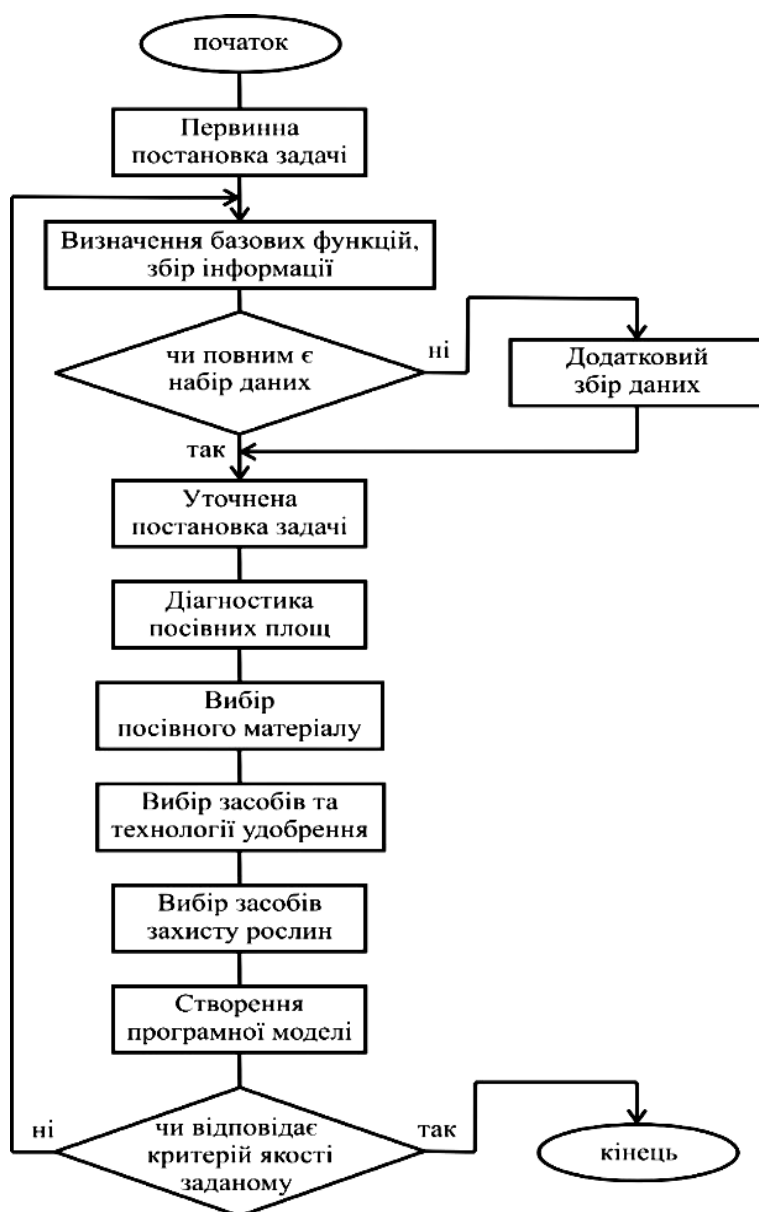 початок
Первинна
постановка задачі
Визначення базових функцій,
збір інформації
чи повним є
набір даних
ні
Додатковий
збір даних
так
Уточнена
постановка задачі
Діагностика
посівних площ
Вибір
посівного матеріалу
Вибір засобів та
технології удобрення
Вибір засобів
захисту рослин
Створення
програмної моделі
ні
чи відповідає
критерій якості
заданому
так
кінець